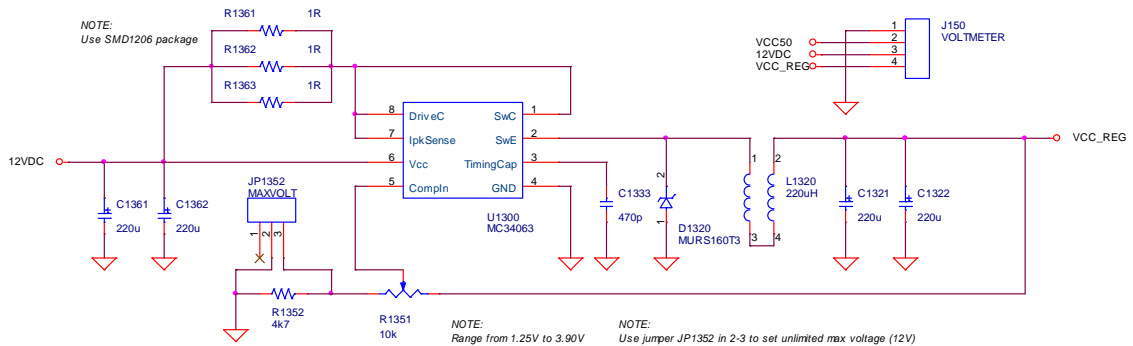 NOTE:
Use SMD1206 package
R1361 1R
R1362 1R
R1363 1R
J150
VOLTMETER
1
VCC50 2
12VDC 3
VCC_REG 4
8 DriveC SwC 1
7 IpkSense SwE 2
6 Vcc TimingCap 3
5 CompIn GND 4
U1300
MC34063
12VDC
VCC_REG
JP1352
MAXVOLT
1 2 3
C1361
220u
C1362
220u
C1333
470p
2
1
D1320
MURS160T3
1 2
3 4
L1320
220uH
C1321
220u
C1322
220u
R1352
4k7
R1351
10k
NOTE:
Range from 1.25V to 3.90V
NOTE:
Use jumper JP1352 in 2-3 to set unlimited max voltage (12V)